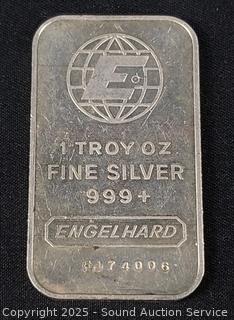 E
1 TROY OZ
FINE SILVER
999+
ENGELHARD
Copyright 2025 - Sound Auction Service